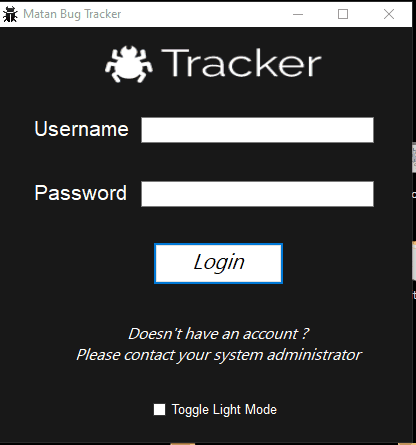 Matan Bug Tracker
Tracker
Username
Password
Login
Doesn't have an account ?
Please contact your system administrator
Toggle Light Mode